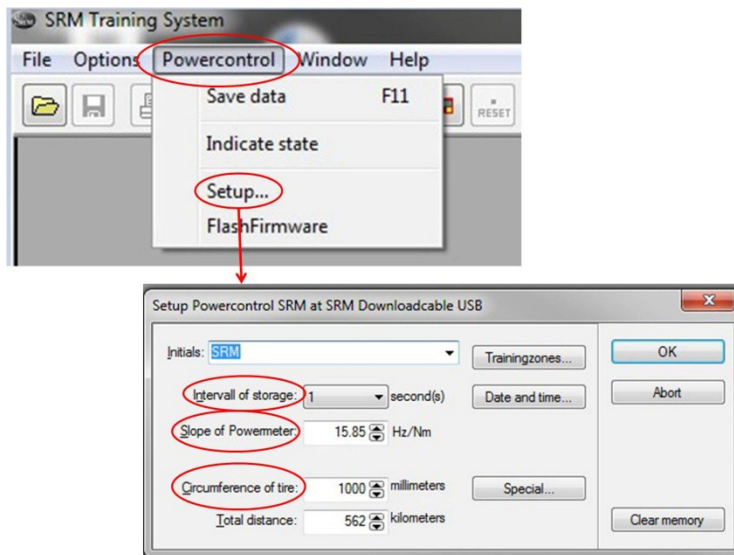 SRM Training System
File Options Powercontrol Window Help
Save data F11
RESET
Indicate state
Setup...
FlashFirmware
Setup Powercontrol SRM at SRM Downloadcable USB
Initials: SRM Trainingzones... OK
Intervall of storage: 1 second(s) Date and time... Abort
Slope of Powermeter: 15.85 Hz/Nm
Circumference of tire: 1000 millimeters Special...
Total distance: 562 kilometers Clear memory